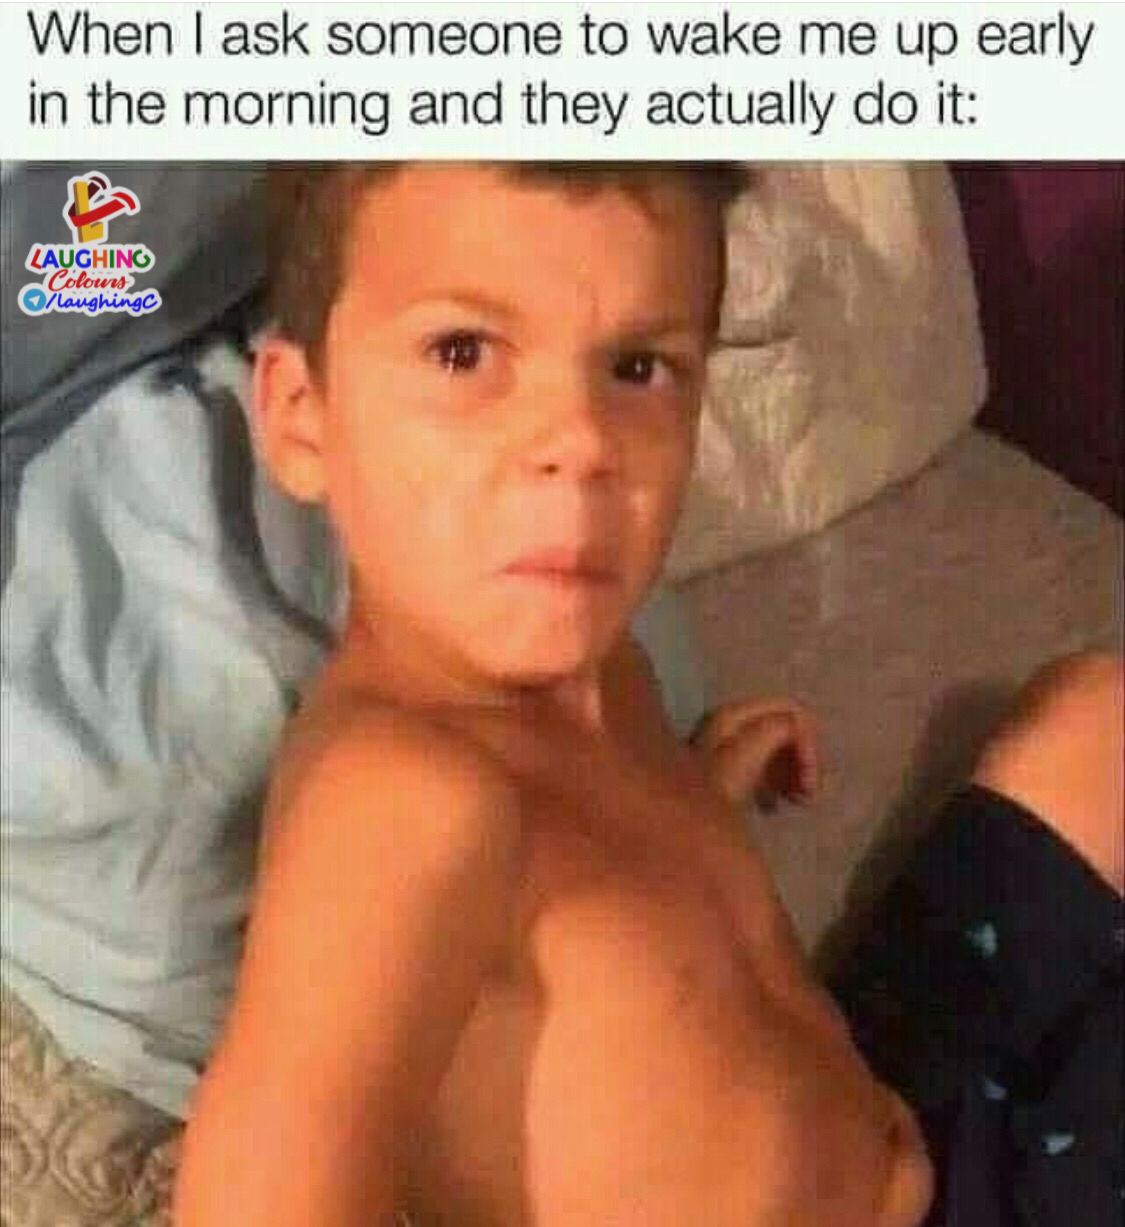 When I ask someone to wake me up early
in the morning and they actually do it:
LAUGHING
Colours
/laughingC